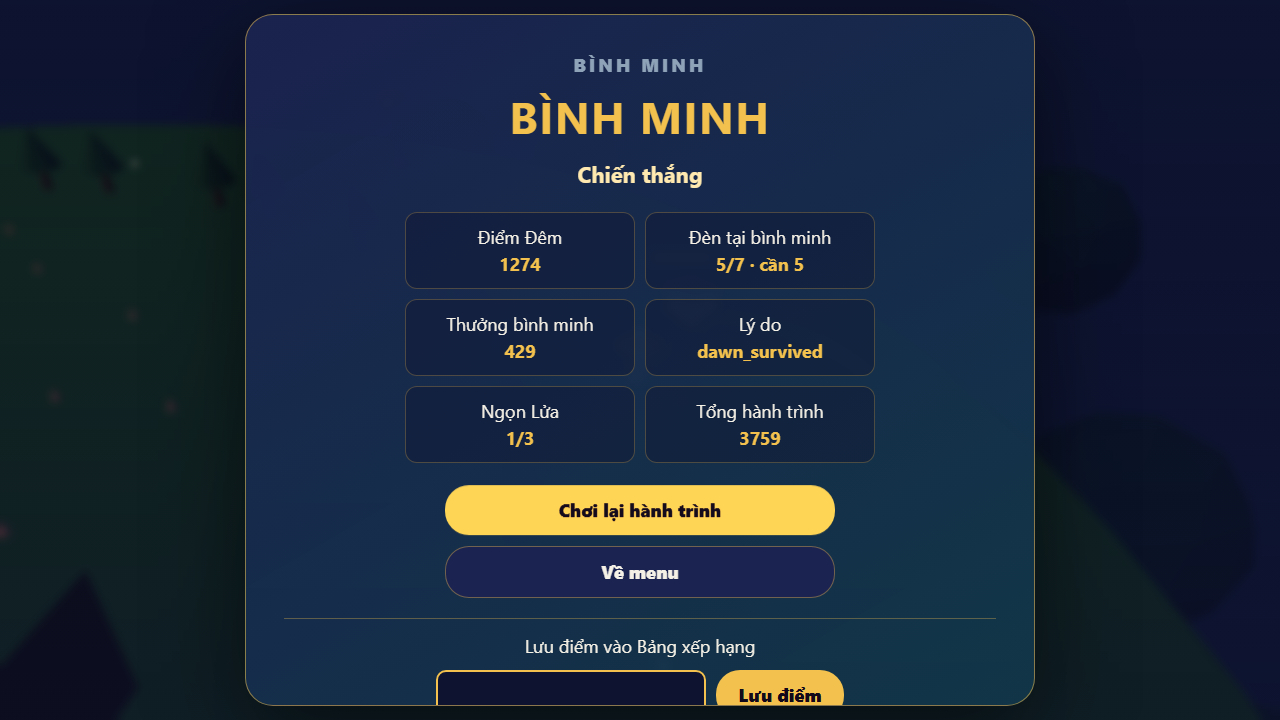 BÌNH MINH
BÌNH MINH
Chiến thắng
Điểm Đêm
1274
Đèn tại bình minh
5/7 · cần 5
Thưởng bình minh
429
Lý do
dawn_survived
Ngọn Lửa
1/3
Tổng hành trình
3759
Chơi lại hành trình
Về menu
Lưu điểm vào Bảng xếp hạng
Lưu điểm